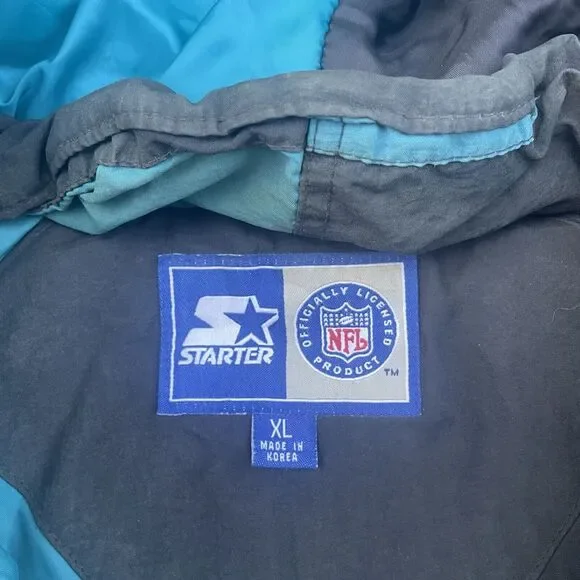 STARTER
OFFICIALLY LICENSED
NFL
PRODUCT
TM
XL
MADE IN
KOREA